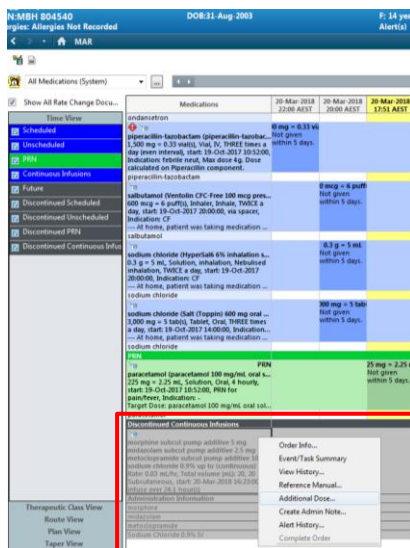 N:MBH 804540 DOB:31-Aug-2003 F: 14 ye
ergies: Allergies Not Recorded Alert(s)
MAR
All Medications (System) ...
Show All Rate Change Docu...
Time View
Scheduled
Unscheduled
PRN
Continuous Infusions
Future
Discontinued Scheduled
Discontinued Unscheduled
Discontinued PRN
Discontinued Continuous Infus
Therapeutic Class View
Route View
Plan View
Taper View
Medications
20-Mar-2018 22:00 AEST
20-Mar-2018 20:00 AEST
20-Mar-2018 17:51 AEST
ondansetron
piperacillin-tazobactam (piperacillin-tazobac...
1,500 mg = 0.33 vial(s), Vial, IV, THREE times a
day (even interval), start: 19-Oct-2017 10:52:00,
Indication: febrile neut, Max dose 4g. Dose
calculated on Piperacillin component.
00 mg = 0.33 via
Not given
within 5 days.
piperacillin-tazobactam
salbutamol (Ventolin CFC-Free 100 mcg pres...
600 mcg = 6 puff(s), Inhaler, Inhale, TWICE a
day, start: 19-Oct-2017 20:00:00, via spacer,
Indication: CF
--- At home, patient was taking medication ...
0 mcg = 6 puff
Not given
within 5 days.
salbutamol
sodium chloride (HyperSal6 6% inhalation s...
0.3 g = 5 mL, Solution, inhalation, Nebulised
inhalation, TWICE a day, start: 19-Oct-2017
20:00:00, Indication: CF
--- At home, patient was taking medication ...
0.3 g = 5 mL
Not given
within 5 days.
sodium chloride
sodium chloride (Salt (Toppin) 600 mg oral ...
3,000 mg = 5 tab(s), Tablet, Oral, THREE times
a day, start: 19-Oct-2017 14:00:00, Indication...
--- At home, patient was taking medication ...
000 mg = 5 tab
Not given
within 5 days.
sodium chloride
PRN
PRN
paracetamol (paracetamol 100 mg/mL oral s...
225 mg = 2.25 mL, Solution, Oral, 4 hourly,
start: 19-Oct-2017 10:52:00, PRN for
pain/fever, Indication: -
Target Dose: paracetamol 100 mg/mL oral sol...
25 mg = 2.25
Not given
within 5 days.
Discontinued Continuous Infusions
morphine subcut pump additive 5 mg
midazolam subcut pump additive 2.5 mg
metoclopramide subcut pump additive 10
sodium chloride 0.9% up to (continuous)
Rate: 0.83 mL/hr, Total volume (mL): 20, 20
Subcutaneous, start: 20-Mar-2018 16:23:00
infuse over 24.1 hour(s)
Administration Information
morphine
midazolam
metoclopramide
Sodium Chloride 0.9% IV
Order Info...
Event/Task Summary
View History...
Reference Manual...
Additional Dose...
Create Admin Note...
Alert History...
Complete Order